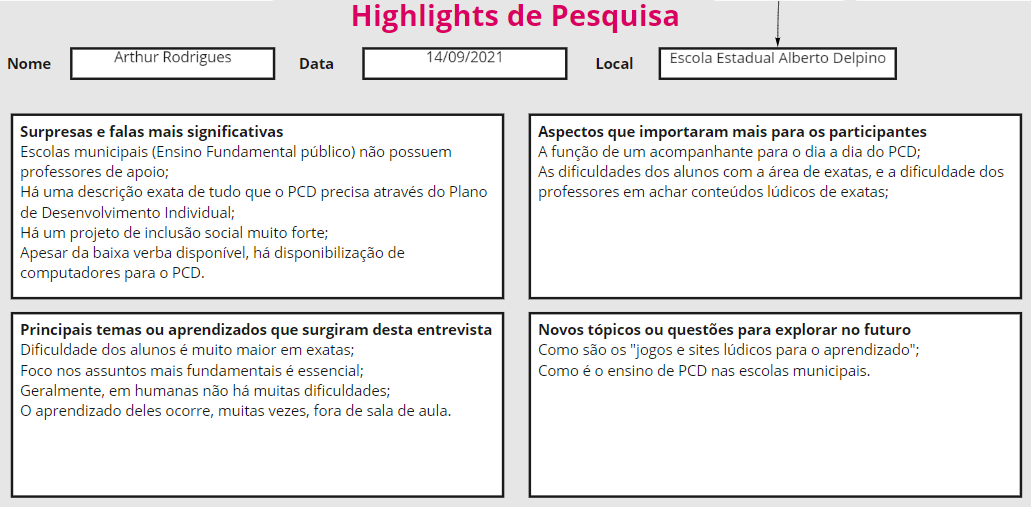 Highlights de Pesquisa
Nome
Arthur Rodrigues
Data
14/09/2021
Local
Escola Estadual Alberto Delpino
Surpresas e falas mais significativas
Escolas municipais (Ensino Fundamental público) não possuem
professores de apoio;
Há uma descrição exata de tudo que o PCD precisa através do Plano
de Desenvolvimento Individual;
Há um projeto de inclusão social muito forte;
Apesar da baixa verba disponível, há disponibilização de
computadores para o PCD.
Aspectos que importaram mais para os participantes
A função de um acompanhante para o dia a dia do PCD;
As dificuldades dos alunos com a área de exatas, e a dificuldade dos
professores em achar conteúdos lúdicos de exatas;
Principais temas ou aprendizados que surgiram desta entrevista
Dificuldade dos alunos é muito maior em exatas;
Foco nos assuntos mais fundamentais é essencial;
Geralmente, em humanas não há muitas dificuldades;
O aprendizado deles ocorre, muitas vezes, fora de sala de aula.
Novos tópicos ou questões para explorar no futuro
Como são os "jogos e sites lúdicos para o aprendizado";
Como é o ensino de PCD nas escolas municipais.